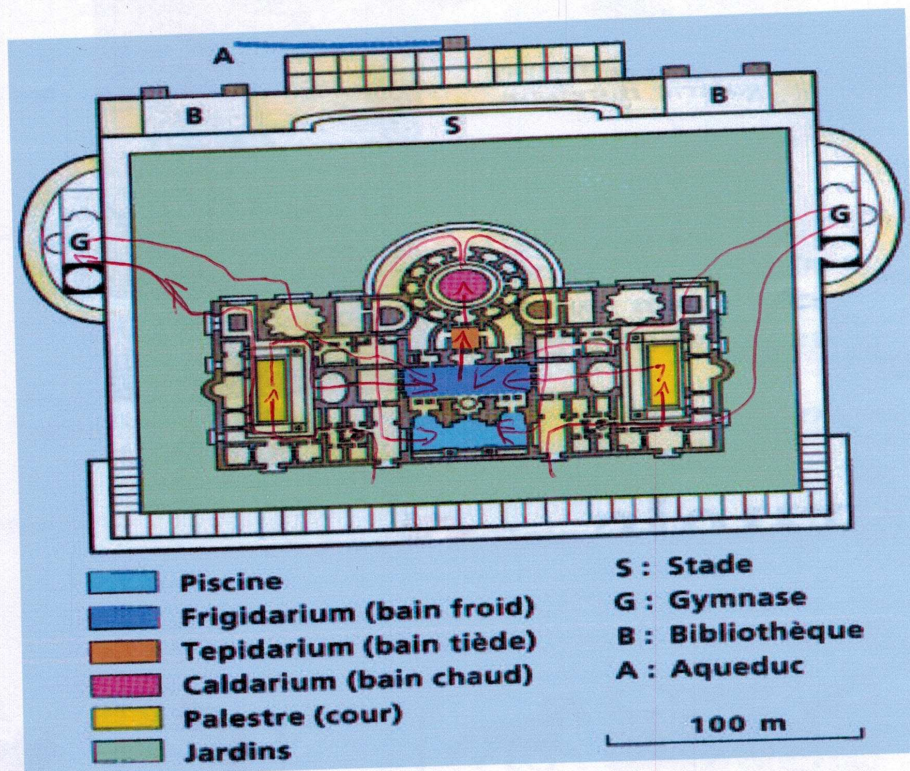 A
B
B
S
G
G
Piscine
Frigidarium (bain froid)
Tepidarium (bain tiède)
Caldarium (bain chaud)
Palestre (cour)
Jardins
S : Stade
G : Gymnase
B : Bibliothèque
A : Aqueduc
100 m